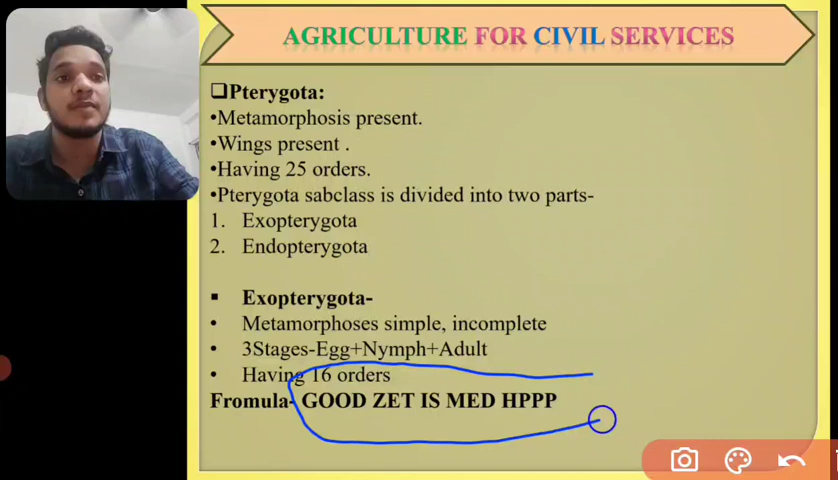 AGRICULTURE FOR CIVIL SERVICES
❑Pterygota:
•Metamorphosis present.
•Wings present .
•Having 25 orders.
•Pterygota subclass is divided into two parts-
1. Exopterygota
2. Endopterygota
▪ Exopterygota-
• Metamorphoses simple, incomplete
• 3Stages-Egg+Nymph+Adult
• Having 16 orders
Fromula- GOOD ZET IS MED HPPP